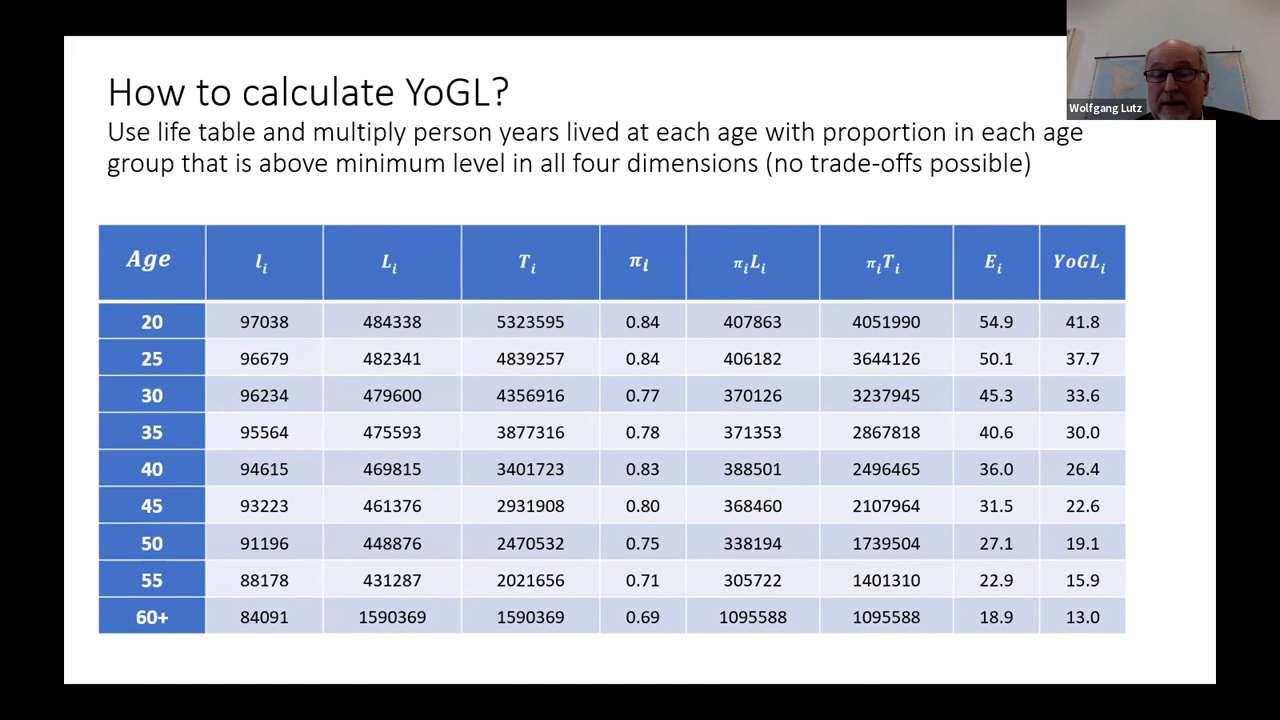 Wolfgang Lutz
How to calculate YoGL?
Use life table and multiply person years lived at each age with proportion in each age
group that is above minimum level in all four dimensions (no trade-offs possible)
Age l_i L_i T_i π_i π_iL_i π_iT_i E_i YoGL_i
20 97038 484338 5323595 0.84 407863 4051990 54.9 41.8
25 96679 482341 4839257 0.84 406182 3644126 50.1 37.7
30 96234 479600 4356916 0.77 370126 3237945 45.3 33.6
35 95564 475593 3877316 0.78 371353 2867818 40.6 30.0
40 94615 469815 3401723 0.83 388501 2496465 36.0 26.4
45 93223 461376 2931908 0.80 368460 2107964 31.5 22.6
50 91196 448876 2470532 0.75 338194 1739504 27.1 19.1
55 88178 431287 2021656 0.71 305722 1401310 22.9 15.9
60+ 84091 1590369 1590369 0.69 1095588 1095588 18.9 13.0